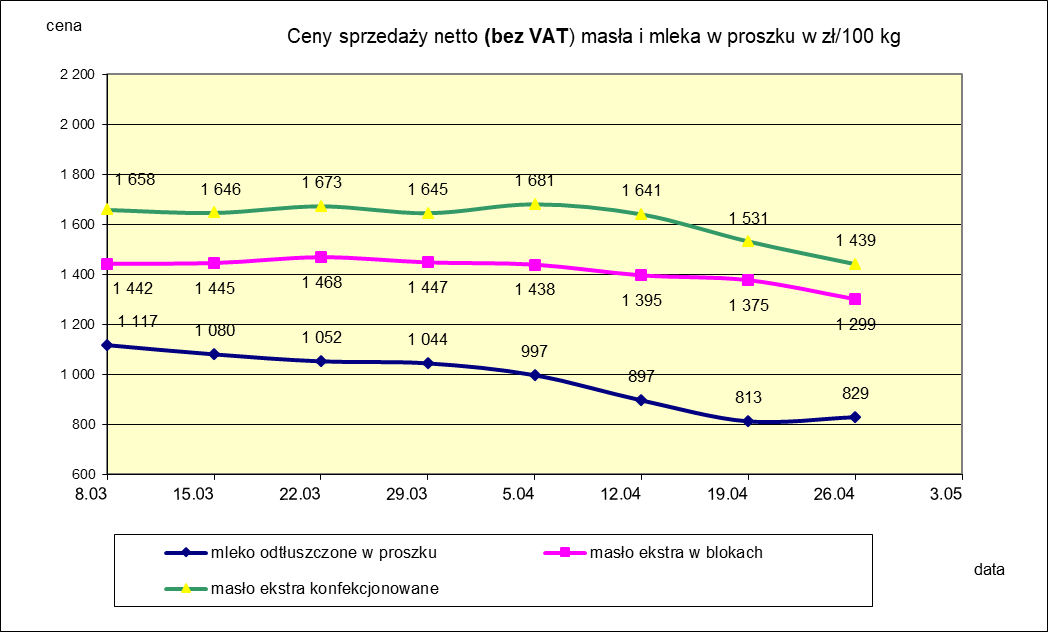 cena
Ceny sprzedaży netto (bez VAT) masła i mleka w proszku w zł/100 kg
2 200
2 000
1 800
1 658 1 646 1 673 1 645 1 681 1 641 1 531 1 439
1 600
1 400
1 442 1 445 1 468 1 447 1 438 1 395 1 375 1 299
1 200
1 117 1 080 1 052 1 044 997 897 813 829
1 000
800
600
8.03 15.03 22.03 29.03 5.04 12.04 19.04 26.04 3.05
mleko odtłuszczone w proszku masło ekstra w blokach
masło ekstra konfekcjonowane
data